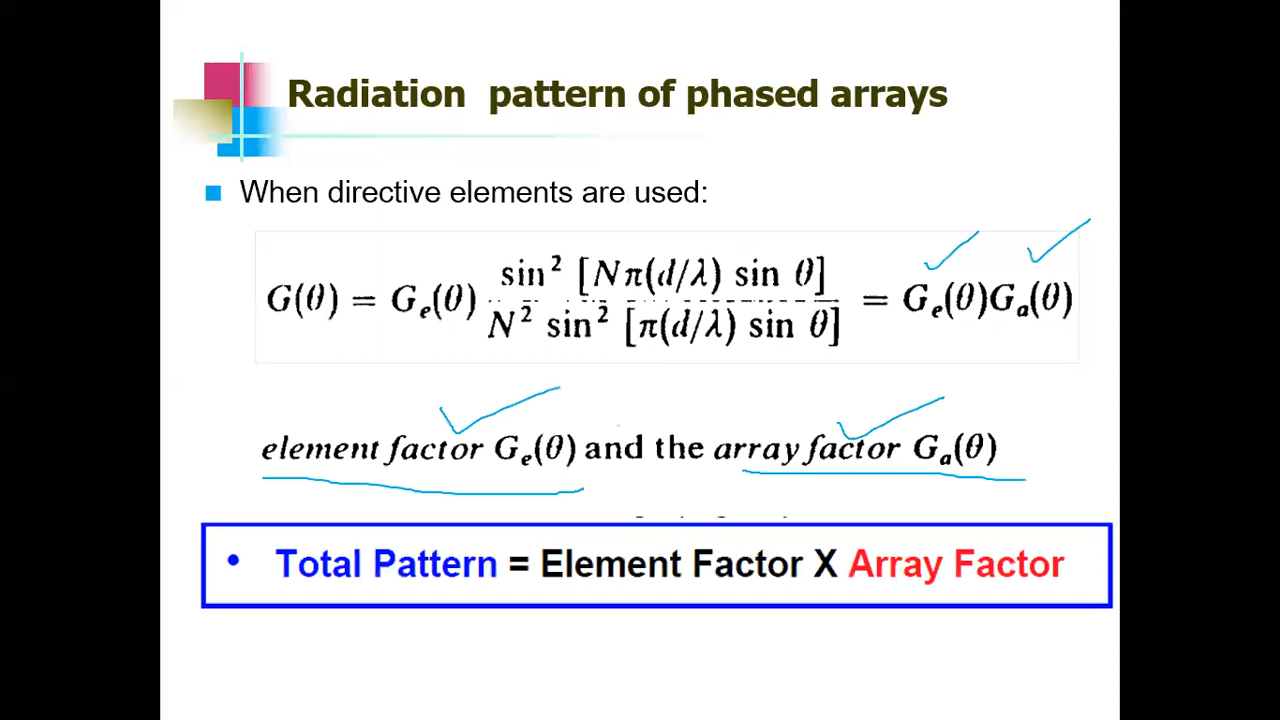 Radiation pattern of phased arrays
When directive elements are used:
G(θ) = Gₑ(θ) sin² [Nπ(d/λ) sin θ] / N² sin² [π(d/λ) sin θ] = Gₑ(θ)Gₐ(θ)
element factor Gₑ(θ) and the array factor Gₐ(θ)
• Total Pattern = Element Factor X Array Factor